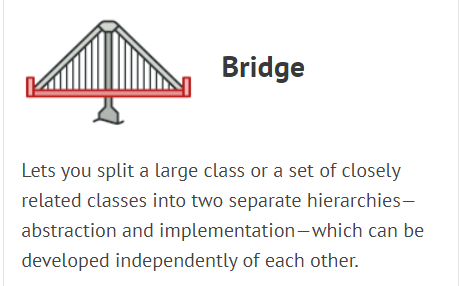 Bridge
Lets you split a large class or a set of closely
related classes into two separate hierarchies—
abstraction and implementation—which can be
developed independently of each other.